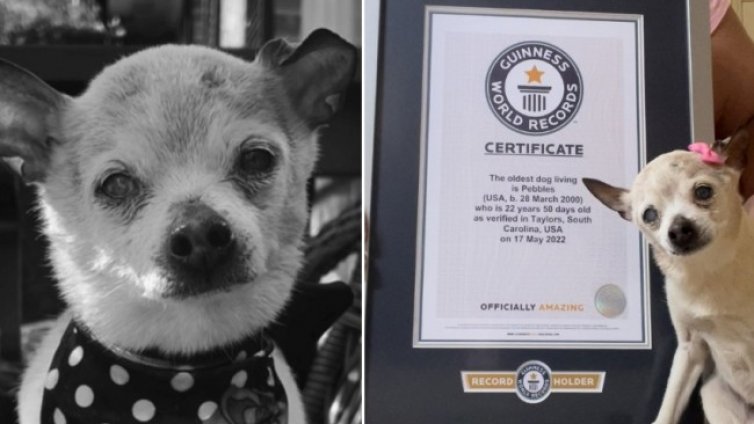 GUINNESS
WORLD RECORDS
CERTIFICATE
The oldest dog living
is Pebbles
(USA, b. 28 March 2000)
who is 22 years 50 days old
as verified in Taylors, South
Carolina, USA
on 17 May 2022
OFFICIALLY AMAZING
RECORD HOLDER